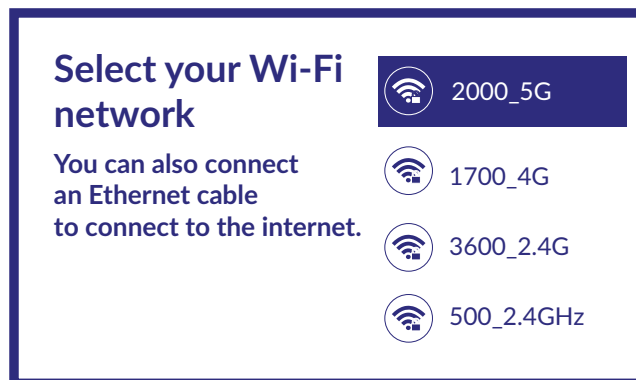 Select your Wi-Fi
network
You can also connect
an Ethernet cable
to connect to the internet.
2000_5G
1700_4G
3600_2.4G
500_2.4GHz